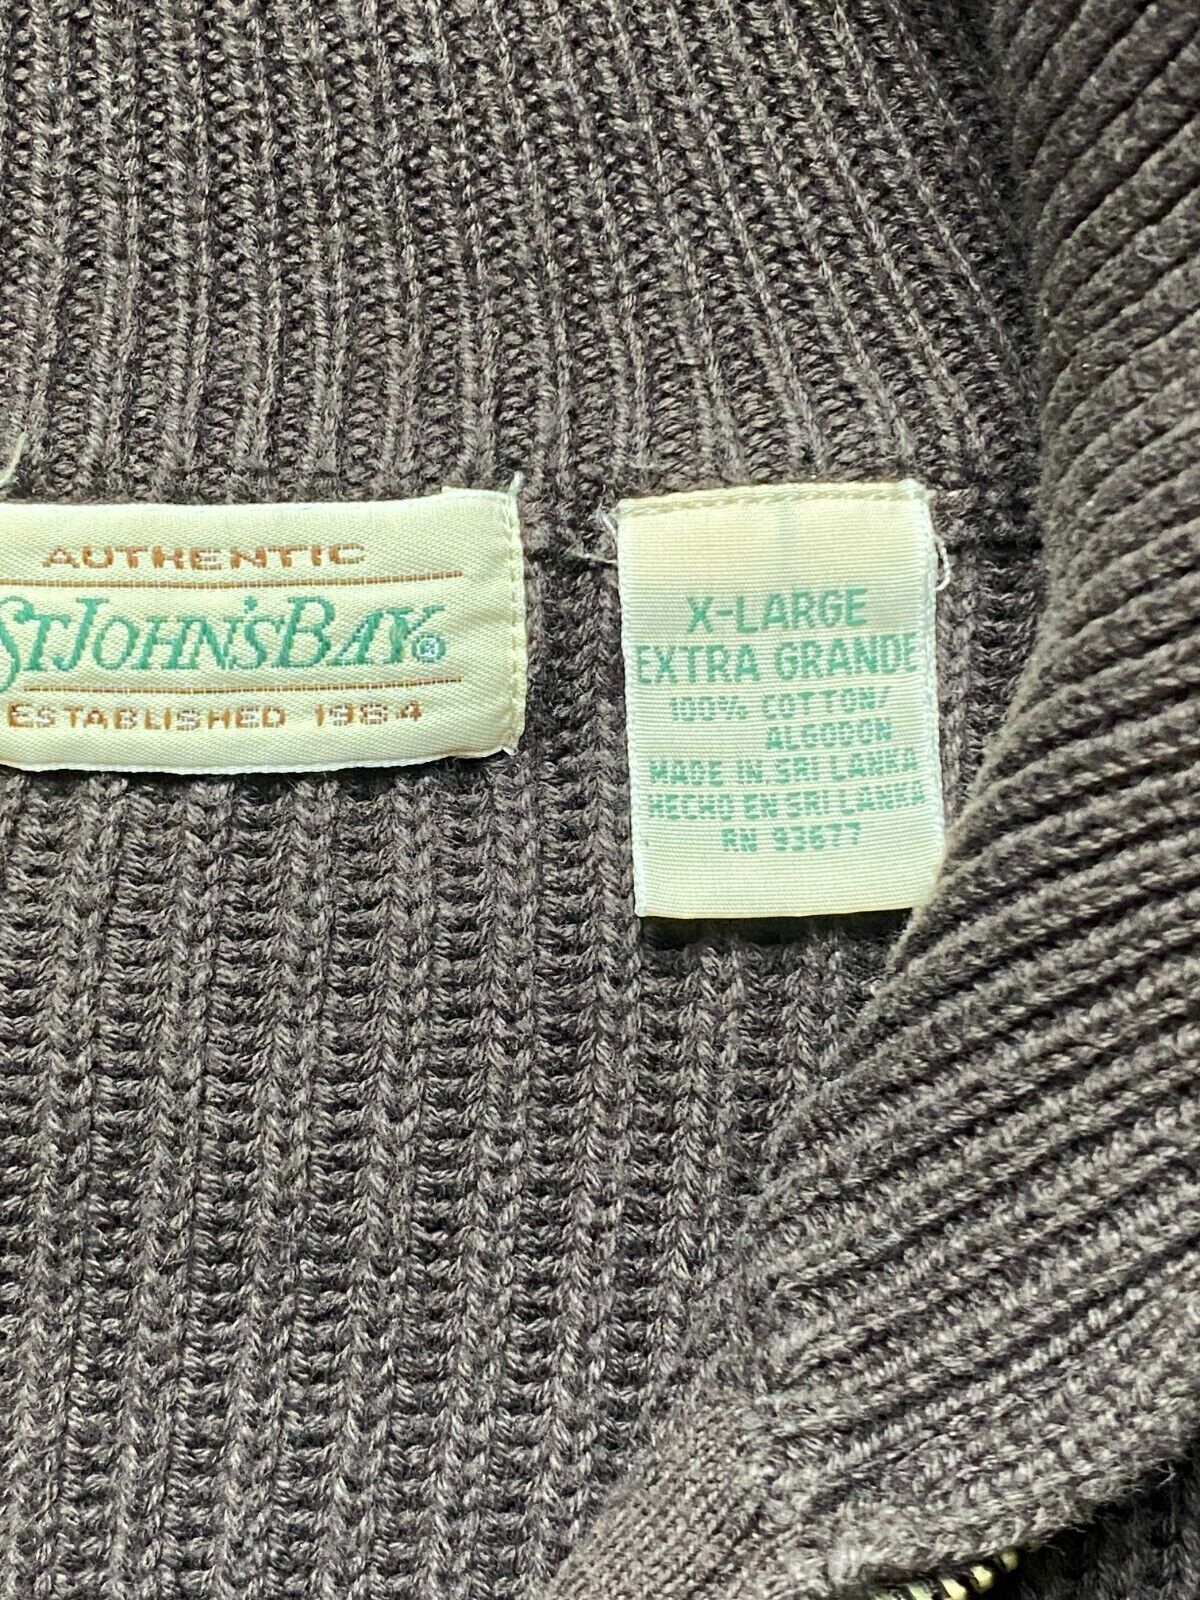 AUTHENTIC
ST JOHN'S BAY®
ESTABLISHED 1984
X-LARGE
EXTRA GRANDE
100% COTTON/
ALGODON
MADE IN SRI LANKA
HECHO EN SRI LANKA
RN 93677